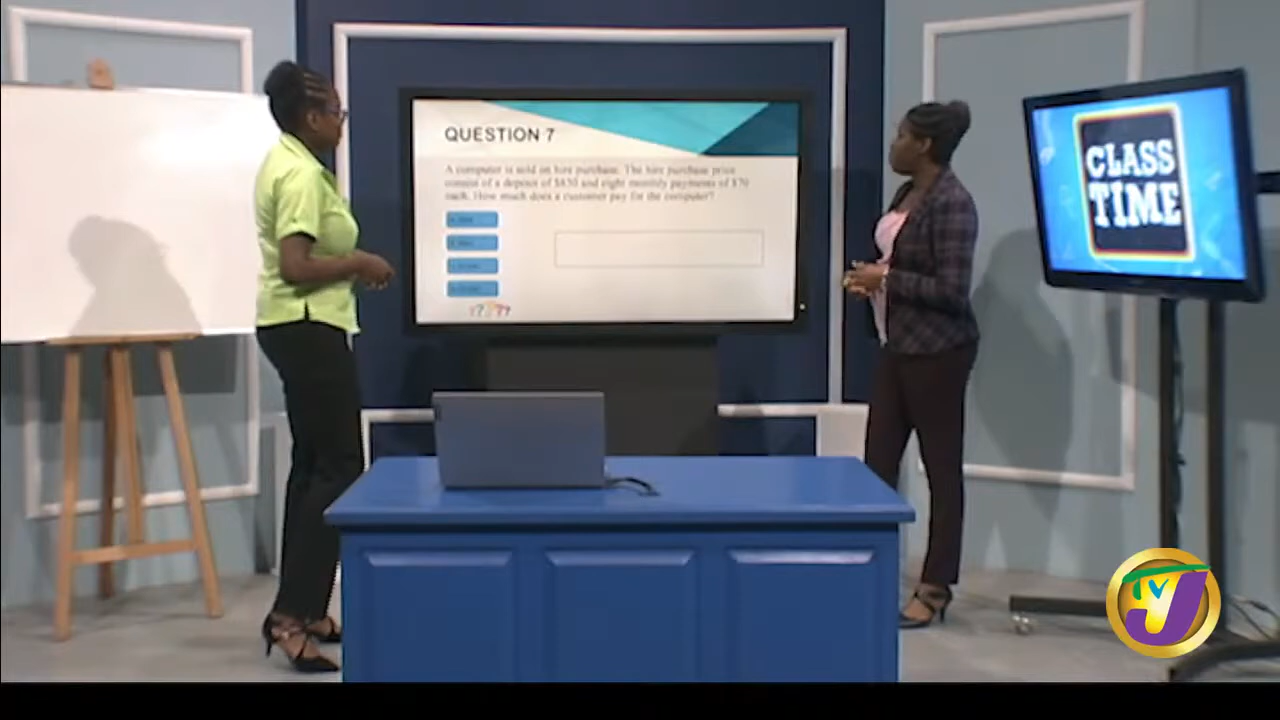 QUESTION 7
A computer is sold on hire purchase. The hire purchase price
consist of a deposit of $850 and eight monthly payments of $70
each. How much does a customer pay for the computer?
CLASS
TIME
TVJ